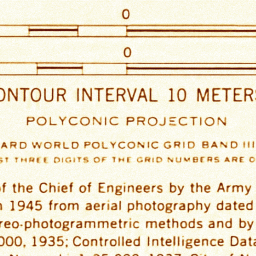 0
0
ONTOUR INTERVAL 10 METERS
POLYCONIC PROJECTION
ARD WORLD POLYCONIC GRID BAND III
ST THREE DIGITS OF THE GRID NUMBERS ARE O
of the Chief of Engineers by the Army
1945 from aerial photography dated
reo-photogrammetric methods and by
000, 1935; Controlled Intelligence Data